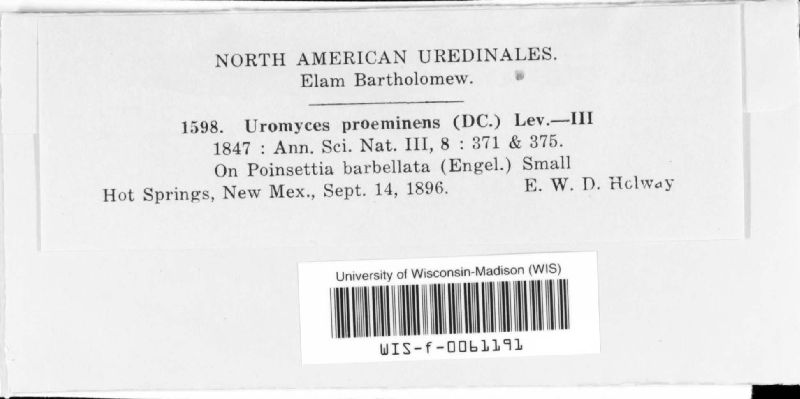 NORTH AMERICAN UREDINALES.
Elam Bartholomew.
1598. Uromyces proeminens (DC.) Lev.—III
1847 : Ann. Sci. Nat. III, 8 : 371 & 375.
On Poinsettia barbellata (Engel.) Small
Hot Springs, New Mex., Sept. 14, 1896. E. W. D. Holway
University of Wisconsin-Madison (WIS)
WIS-f-0061191